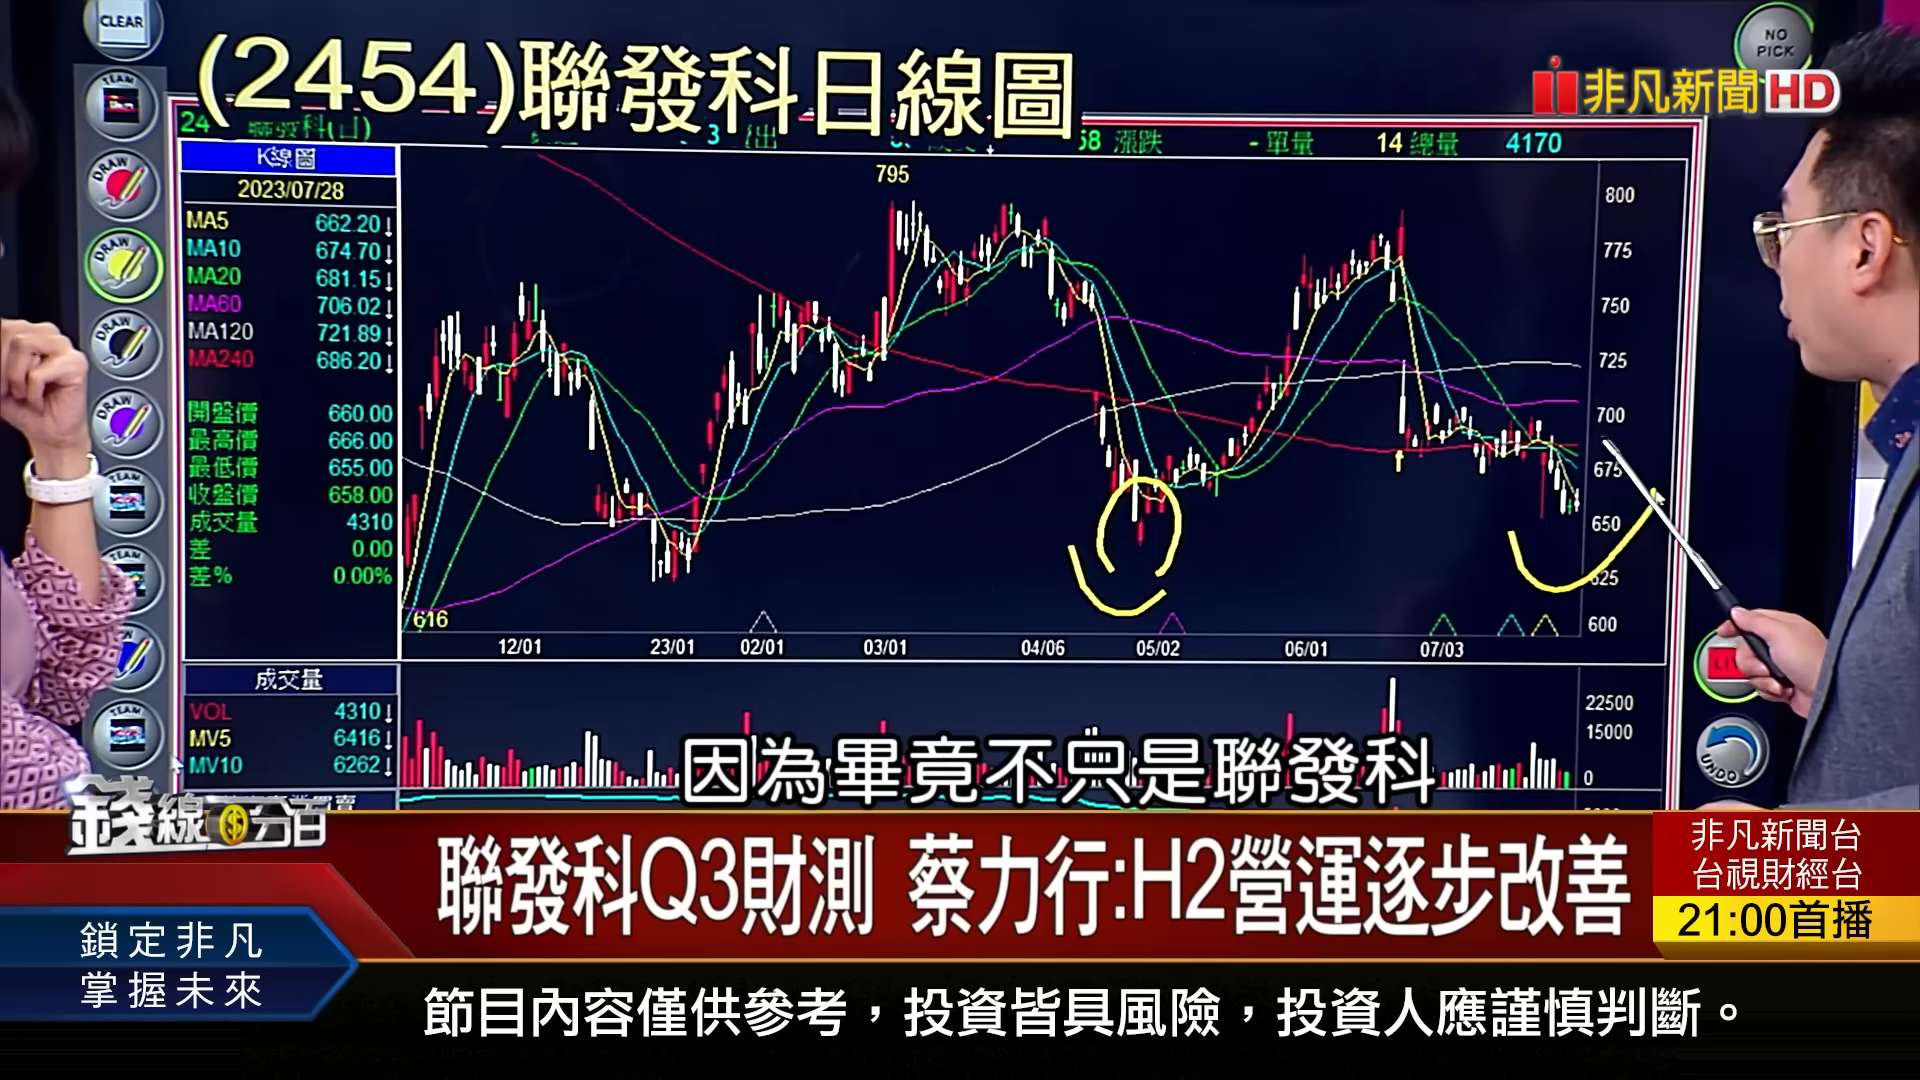 CLEAR
NO
PICK
(2454)聯發科日線圖
非凡新聞HD
漲跌 - 單量 14 總量 4170
K線圖
2023/07/28
MA5 662.20↓
MA10 674.70↓
MA20 681.15↓
MA60 706.02↓
MA120 721.89↓
MA240 686.20↓
開盤價 660.00
最高價 666.00
最低價 655.00
收盤價 658.00
成交量 4310
差 0.00
差% 0.00%
795
616
800
775
750
725
700
675
650
625
600
12/01 23/01 02/01 03/01 04/06 05/02 06/01 07/03
成交量
VOL 4310↓
MV5 6416↓
MV10 6262↓
22500
15000
0
TEAM
DRAW
DRAW
DRAW
DRAW
TEAM
TEAM
TEAM
UNDO
因為畢竟不只是聯發科
錢線百分百
聯發科Q3財測 蔡力行:H2營運逐步改善
非凡新聞台
台視財經台
21:00首播
鎖定非凡
掌握未來
節目內容僅供參考，投資皆具風險，投資人應謹慎判斷。